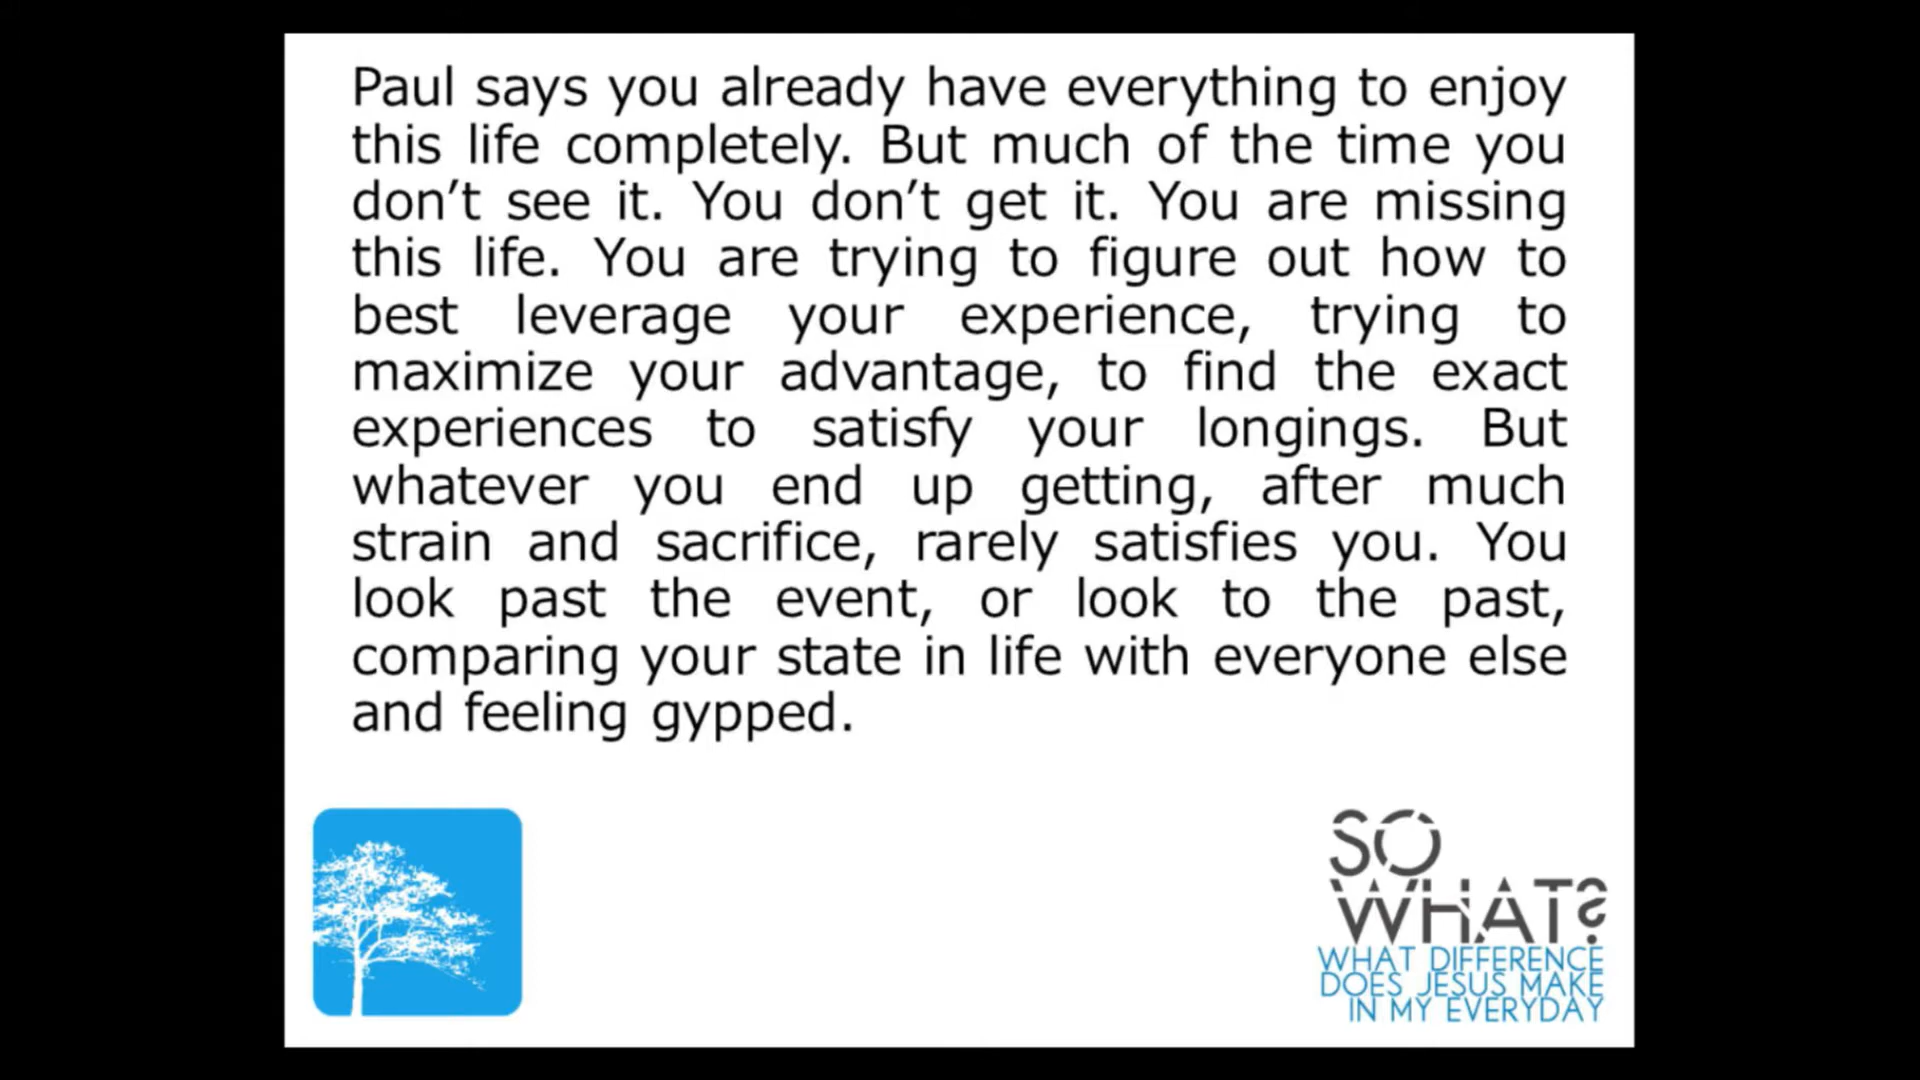 Paul says you already have everything to enjoy
this life completely. But much of the time you
don’t see it. You don’t get it. You are missing
this life. You are trying to figure out how to
best leverage your experience, trying to
maximize your advantage, to find the exact
experiences to satisfy your longings. But
whatever you end up getting, after much
strain and sacrifice, rarely satisfies you. You
look past the event, or look to the past,
comparing your state in life with everyone else
and feeling gypped.
SO
WHAT?
WHAT DIFFERENCE
DOES JESUS MAKE
IN MY EVERYDAY